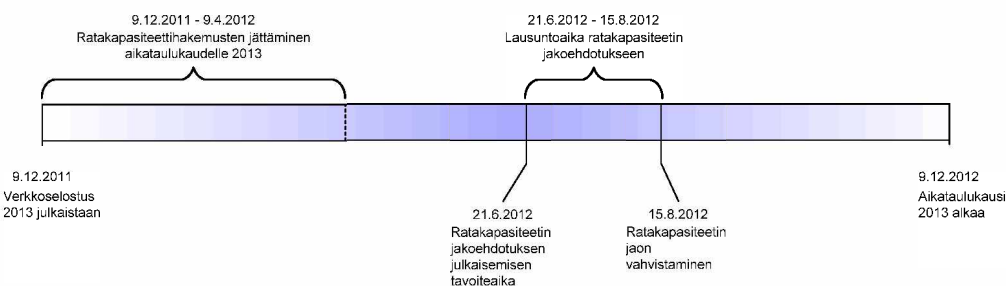 9.12.2011 - 9.4.2012
Ratakapasiteettihakemusten jättäminen
aikataulukaudelle 2013
21.6.2012 - 15.8.2012
Lausuntoaika ratakapasiteetin
jakoehdotukseen
9.12.2011
Verkkoselostus
2013 julkaistaan
21.6.2012
Ratakapasiteetin
jakoehdotuksen
julkaisemisen
tavoiteaika
15.8.2012
Ratakapasiteetin
jaon
vahvistaminen
9.12.2012
Aikataulukausi
2013 alkaa